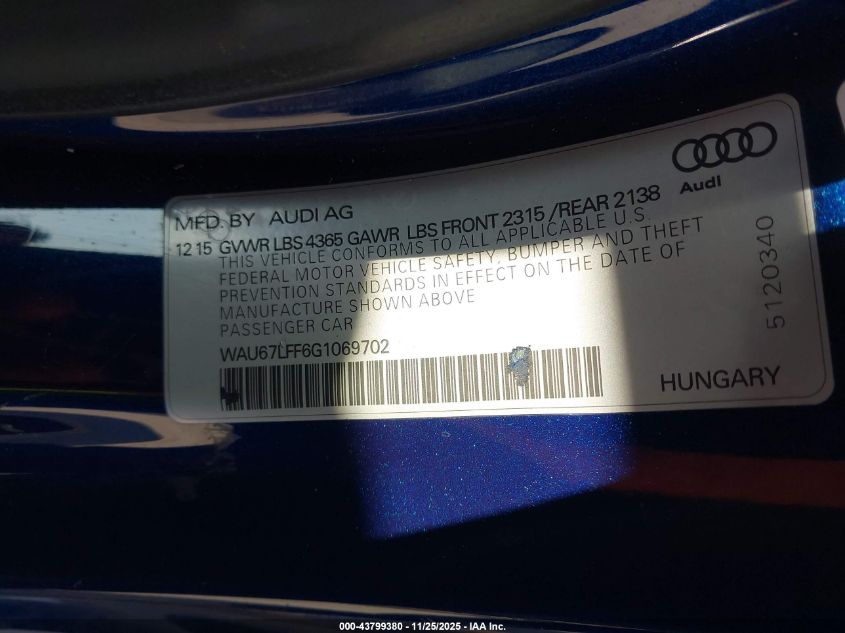 MFD. BY AUDI AG
12 15 GVWR LBS 4365 GAWR LBS FRONT 2315 /REAR 2138
THIS VEHICLE CONFORMS TO ALL APPLICABLE U.S.
FEDERAL MOTOR VEHICLE SAFETY, BUMPER AND THEFT
PREVENTION STANDARDS IN EFFECT ON THE DATE OF
MANUFACTURE SHOWN ABOVE
PASSENGER CAR
WAU67LFF6G1069702
Audi
5120340
HUNGARY
000-43799380 - 11/25/2025 - IAA Inc.